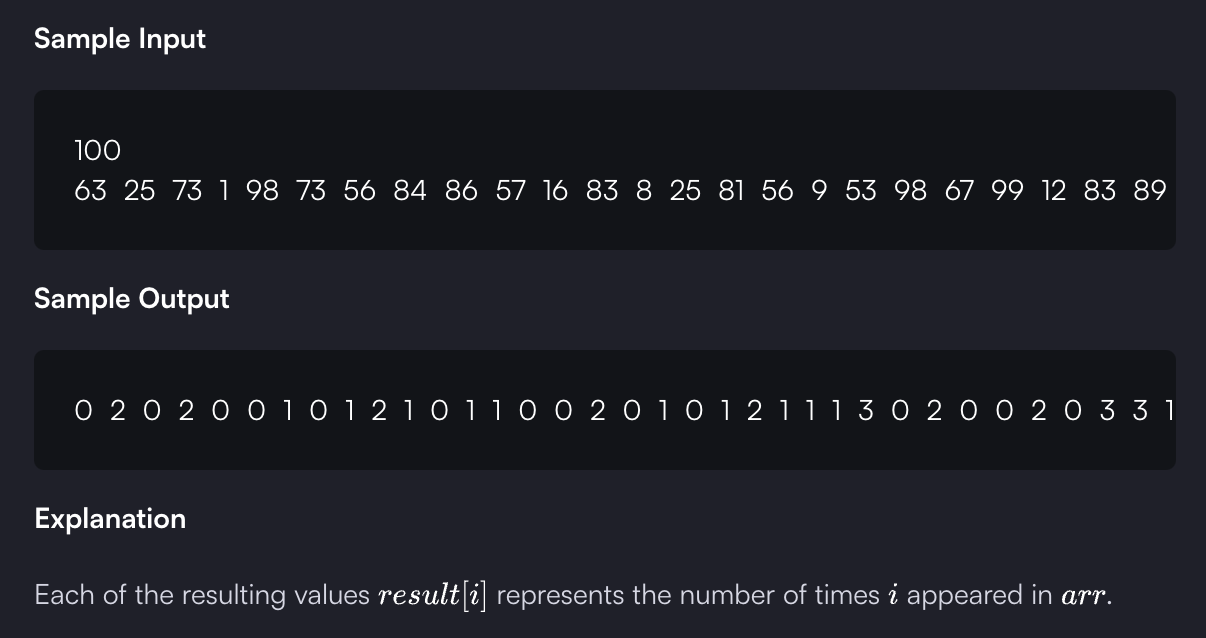 Sample Input
100
63 25 73 1 98 73 56 84 86 57 16 83 8 25 81 56 9 53 98 67 99 12 83 89
Sample Output
0 2 0 2 0 0 1 0 1 2 1 0 1 1 0 0 2 0 1 0 1 2 1 1 1 3 0 2 0 0 2 0 3 3 1
Explanation
Each of the resulting values result[i] represents the number of times i appeared in arr.